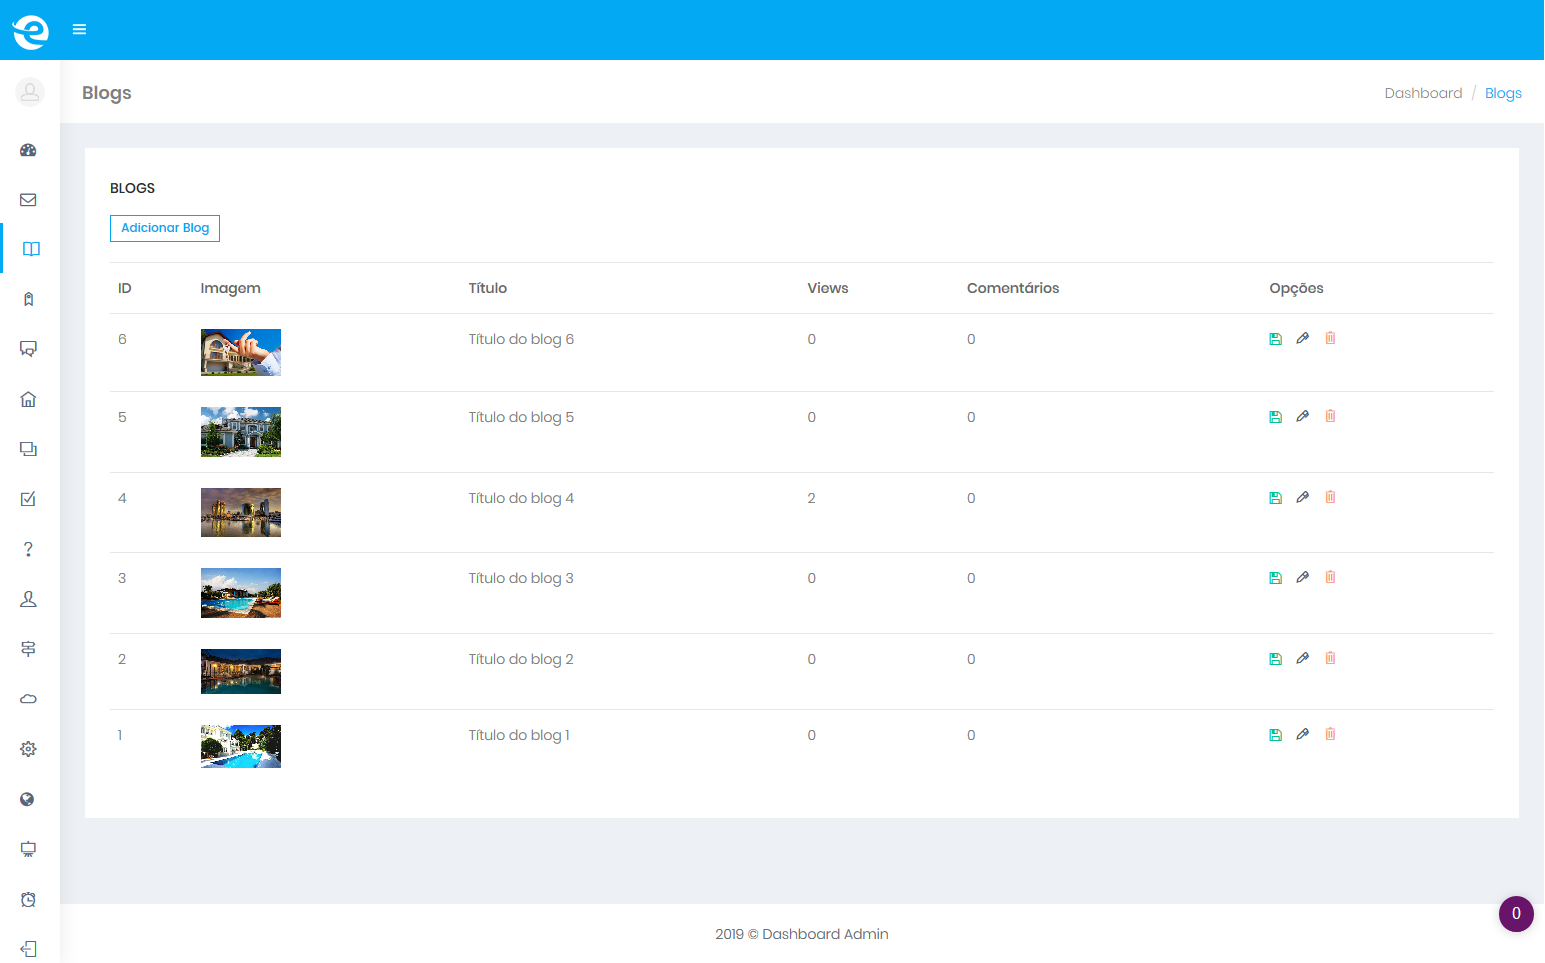 Blogs
Dashboard / Blogs
BLOGS
Adicionar Blog
ID Imagem Título Views Comentários Opções
6 Título do blog 6 0 0
5 Título do blog 5 0 0
4 Título do blog 4 2 0
3 Título do blog 3 0 0
2 Título do blog 2 0 0
1 Título do blog 1 0 0
0
2019 © Dashboard Admin